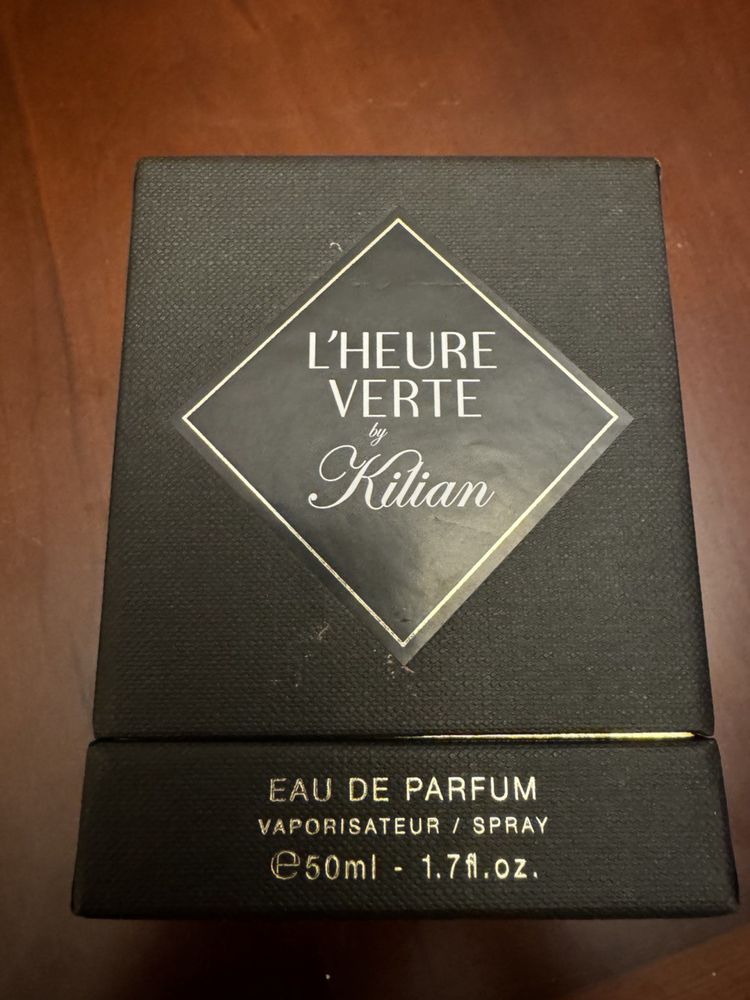 L'HEURE
VERTE
by
Kilian
EAU DE PARFUM
VAPORISATEUR / SPRAY
℮50ml - 1.7fl.oz.